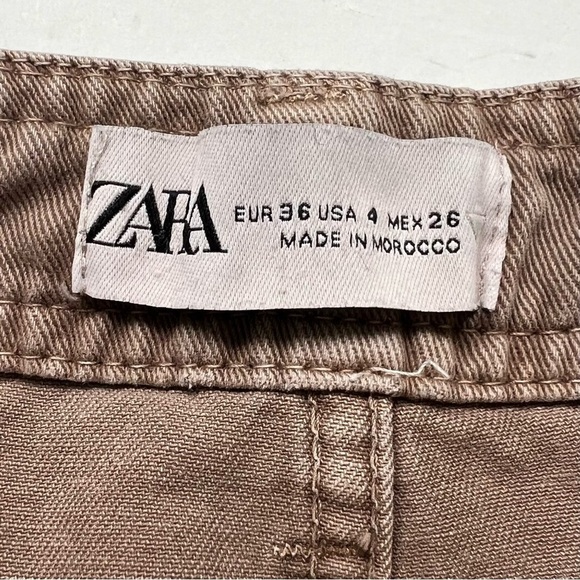 ZARA
EUR 36 USA 4 MEX 26
MADE IN MOROCCO